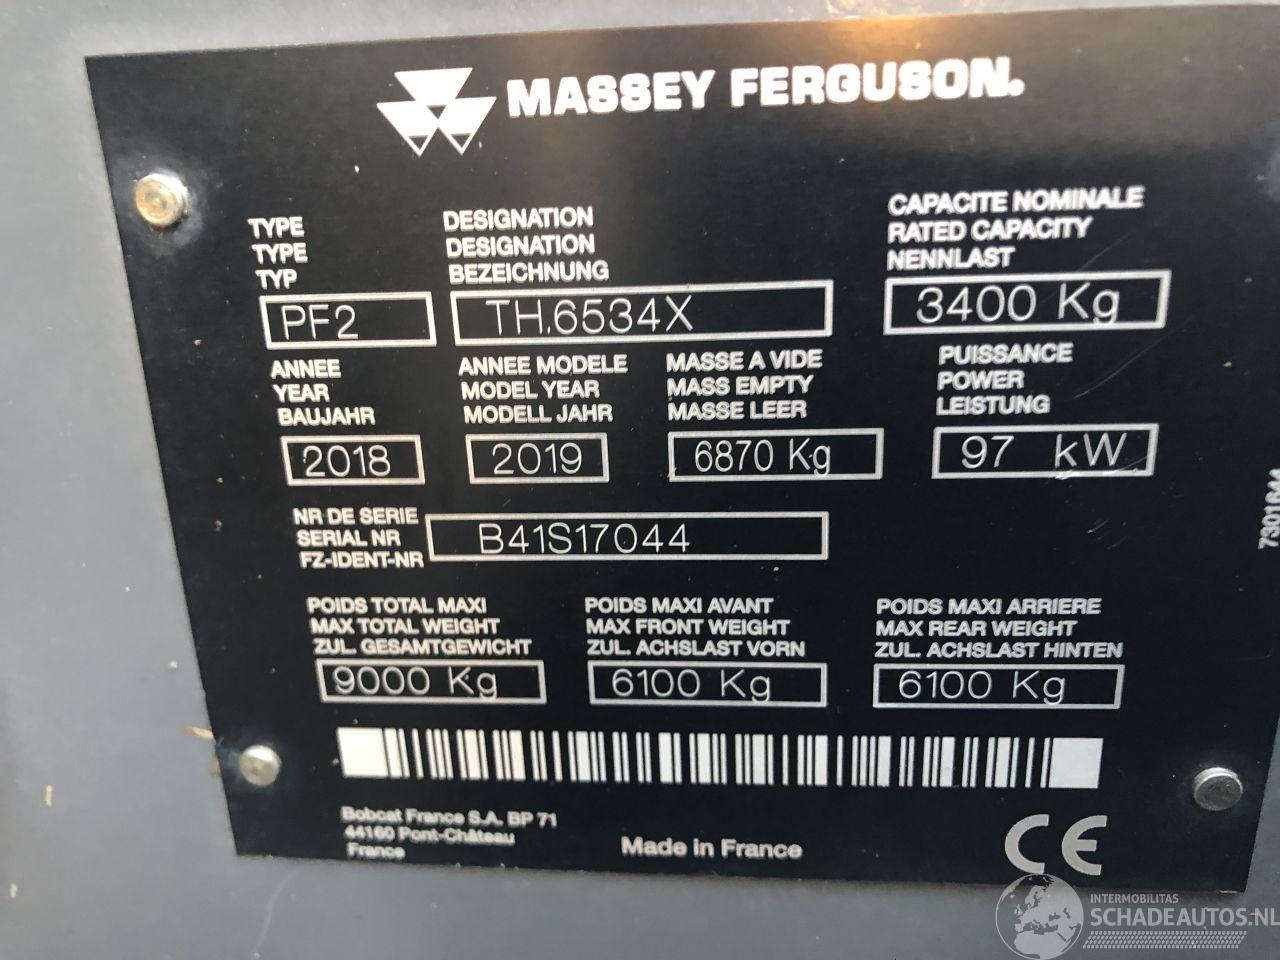 MASSEY FERGUSON
TYPE
TYPE
TYP
PF2
DESIGNATION
DESIGNATION
BEZEICHNUNG
TH.6534X
CAPACITE NOMINALE
RATED CAPACITY
NENNLAST
3400 Kg
ANNEE
YEAR
BAUJAHR
2018
ANNEE MODELE
MODEL YEAR
MODELL JAHR
2019
MASSE A VIDE
MASS EMPTY
MASSE LEER
6870 Kg
PUISSANCE
POWER
LEISTUNG
97 kW
NR DE SERIE
SERIAL NR
FZ-IDENT-NR
B41S17044
POIDS TOTAL MAXI
MAX TOTAL WEIGHT
ZUL. GESAMTGEWICHT
9000 Kg
POIDS MAXI AVANT
MAX FRONT WEIGHT
ZUL. ACHSLAST VORN
6100 Kg
POIDS MAXI ARRIERE
MAX REAR WEIGHT
ZUL. ACHSLAST HINTEN
6100 Kg
7301644
Bobcat France S.A. BP 71
44160 Pont-Château
France
Made in France
CE
INTERMOBILITAS
SCHADEAUTOS.NL